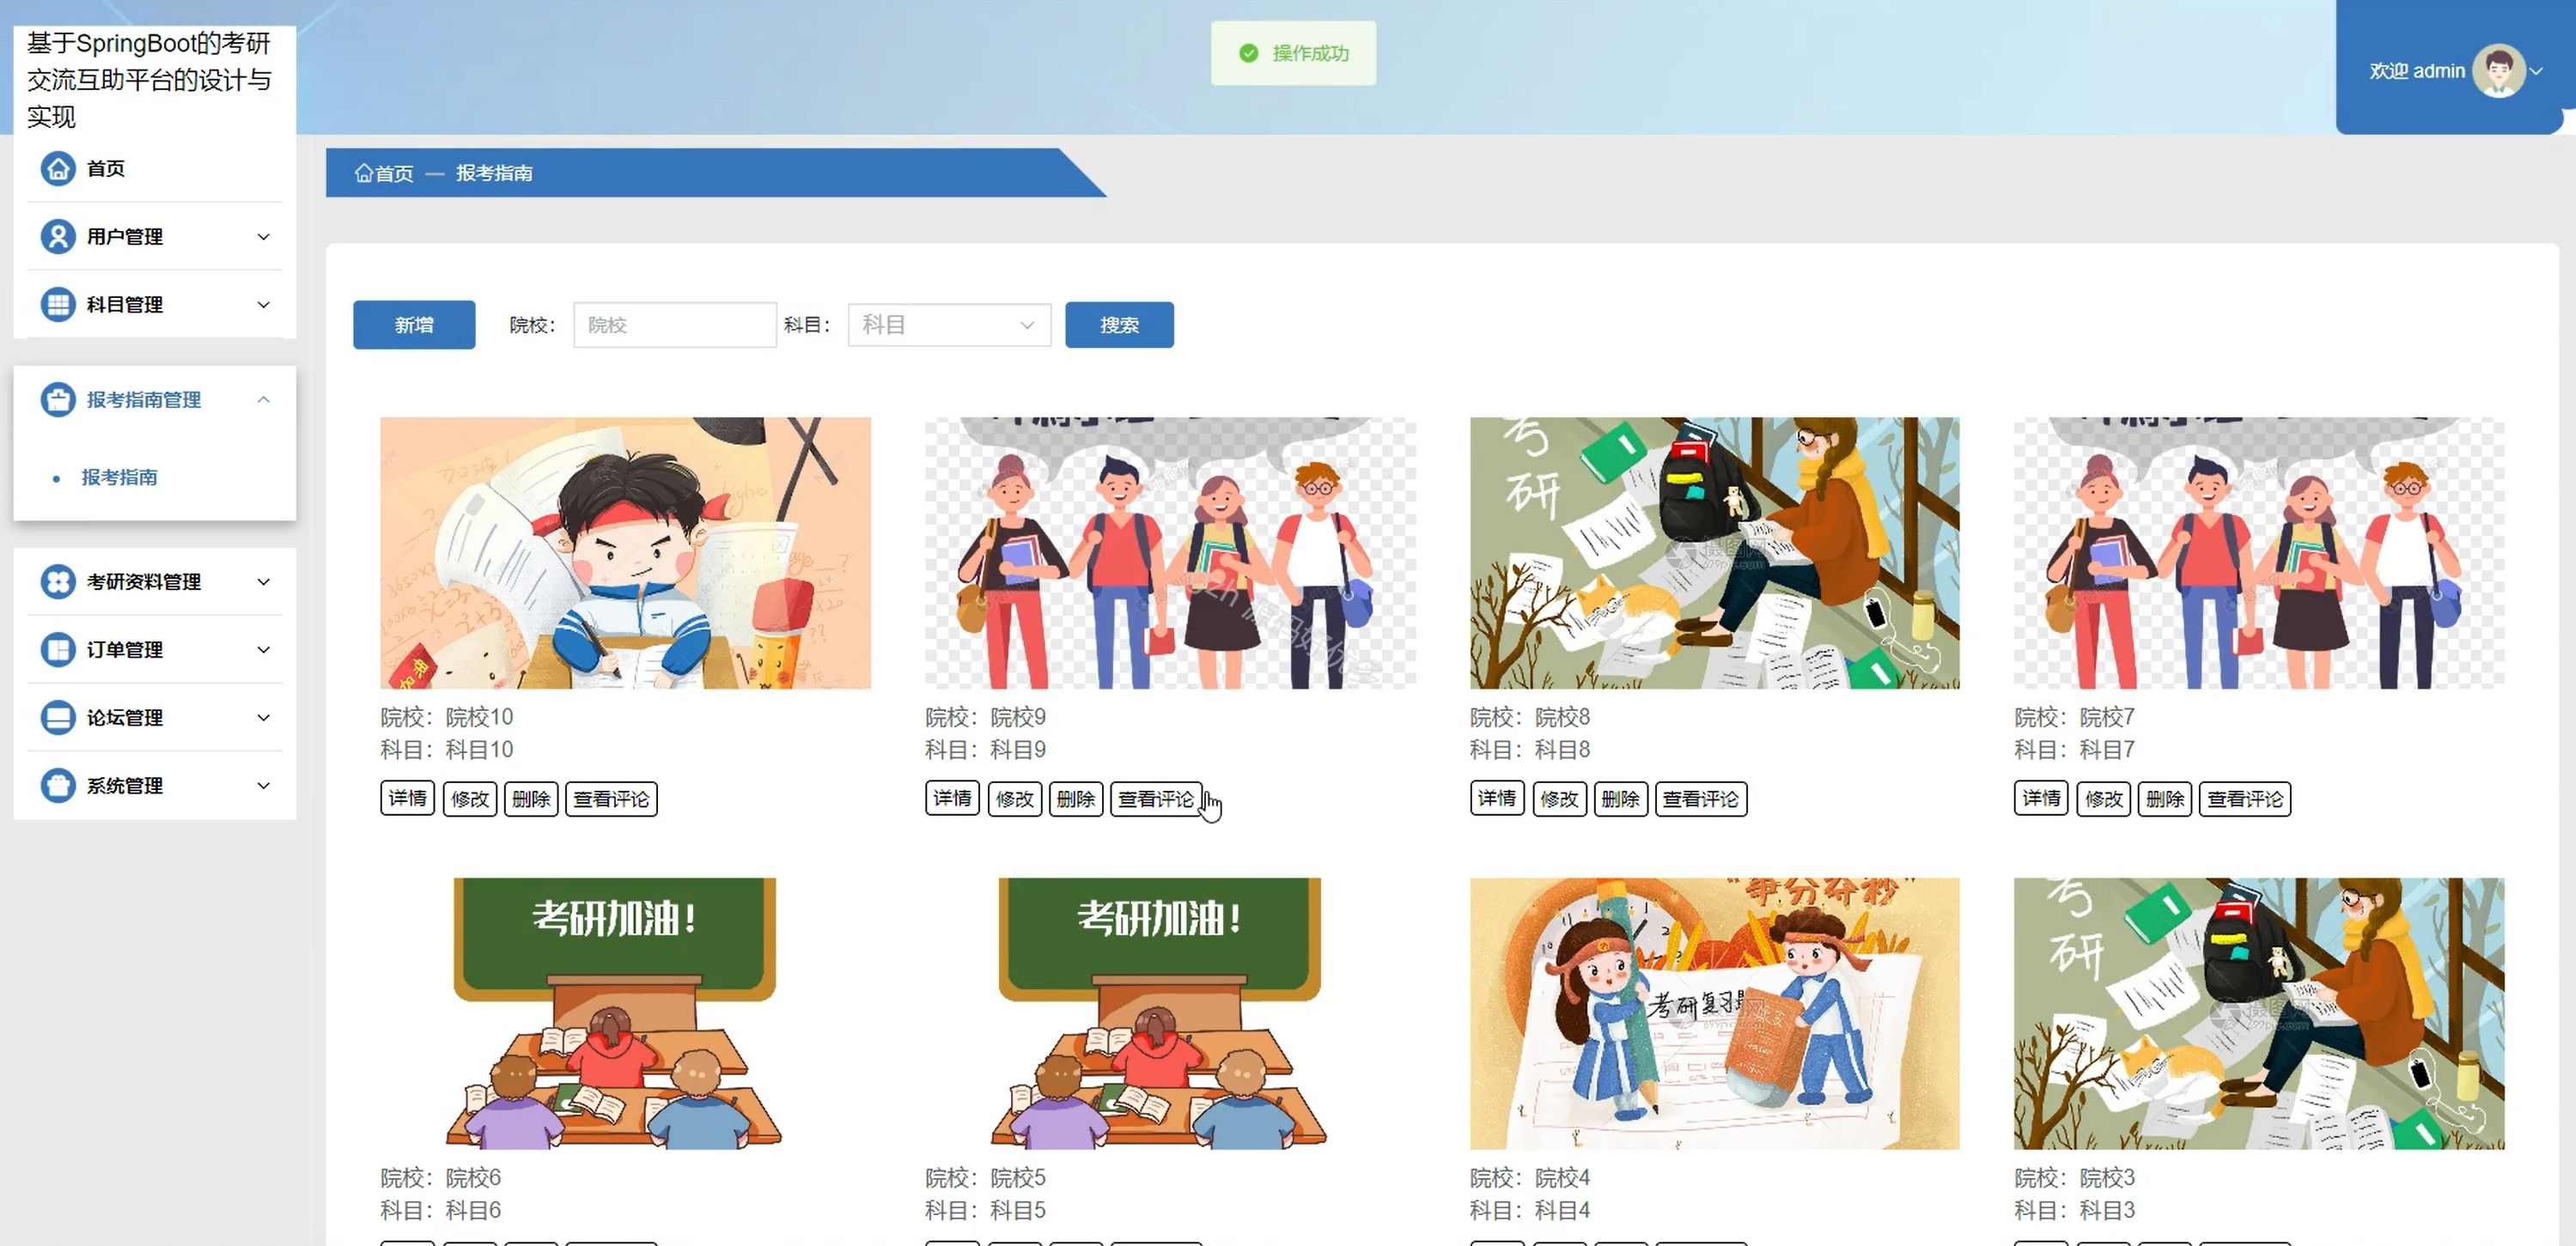 基于SpringBoot的考研
交流互助平台的设计与
实现
操作成功
欢迎 admin
首页
用户管理
科目管理
报考指南管理
报考指南
考研资料管理
订单管理
论坛管理
系统管理
首页 — 报考指南
新增 院校： 院校 科目： 科目 搜索
加油
考研
考研
院校：院校10
科目：科目10
详情 修改 删除 查看评论
院校：院校9
科目：科目9
详情 修改 删除 查看评论
院校：院校8
科目：科目8
详情 修改 删除 查看评论
院校：院校7
科目：科目7
详情 修改 删除 查看评论
考研加油！
考研加油！
争分夺秒
考研复习
院校：院校6
科目：科目6
院校：院校5
科目：科目5
院校：院校4
科目：科目4
院校：院校3
科目：科目3